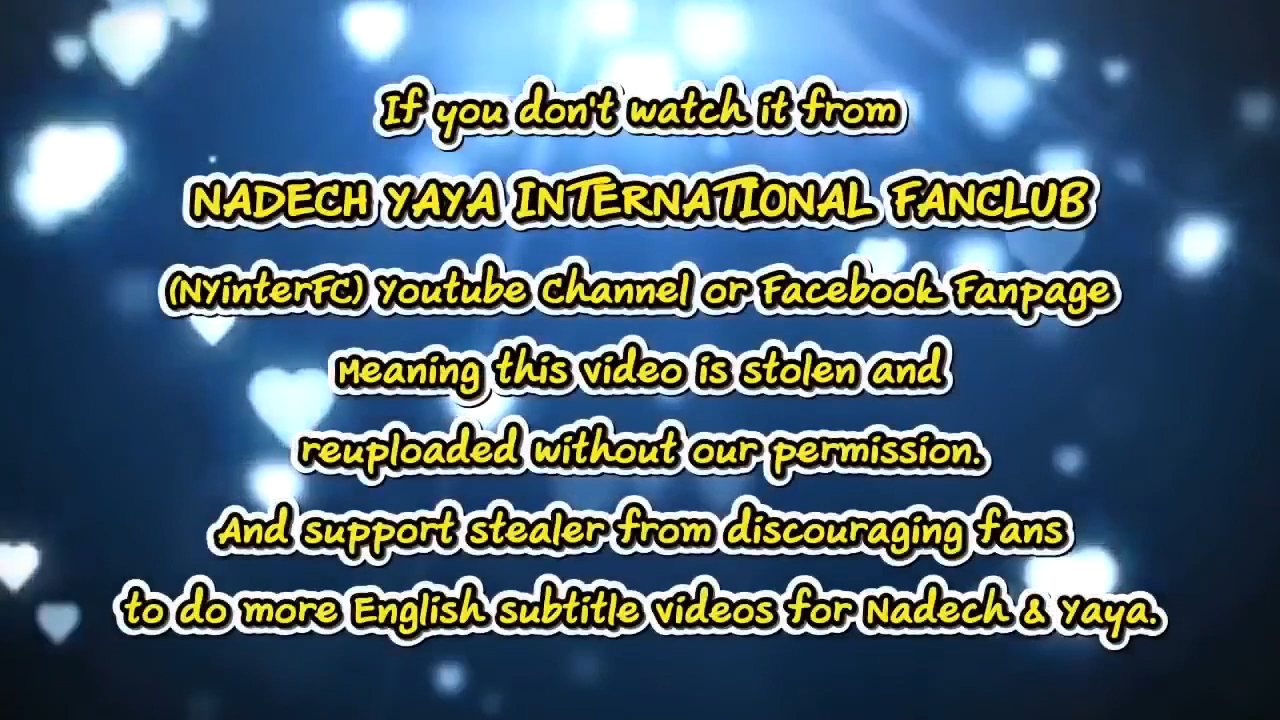 If you don't watch it from
NADECH YAYA INTERNATIONAL FANCLUB
(NYinterFC) Youtube Channel or Facebook Fanpage
Meaning this video is stolen and
reuploaded without our permission.
And support stealer from discouraging fans
to do more English subtitle videos for Nadech & Yaya.